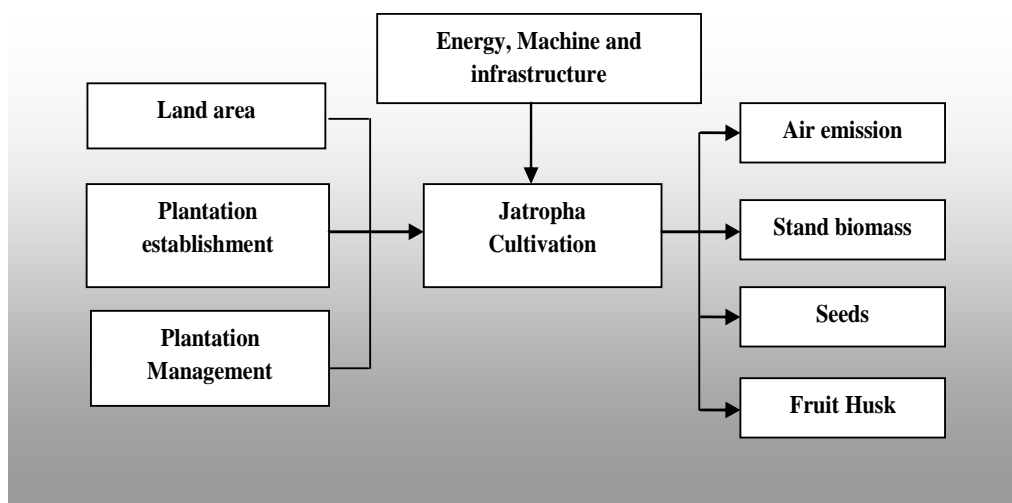 Energy, Machine and
infrastructure
Land area
Plantation
establishment
Plantation
Management
Jatropha
Cultivation
Air emission
Stand biomass
Seeds
Fruit Husk